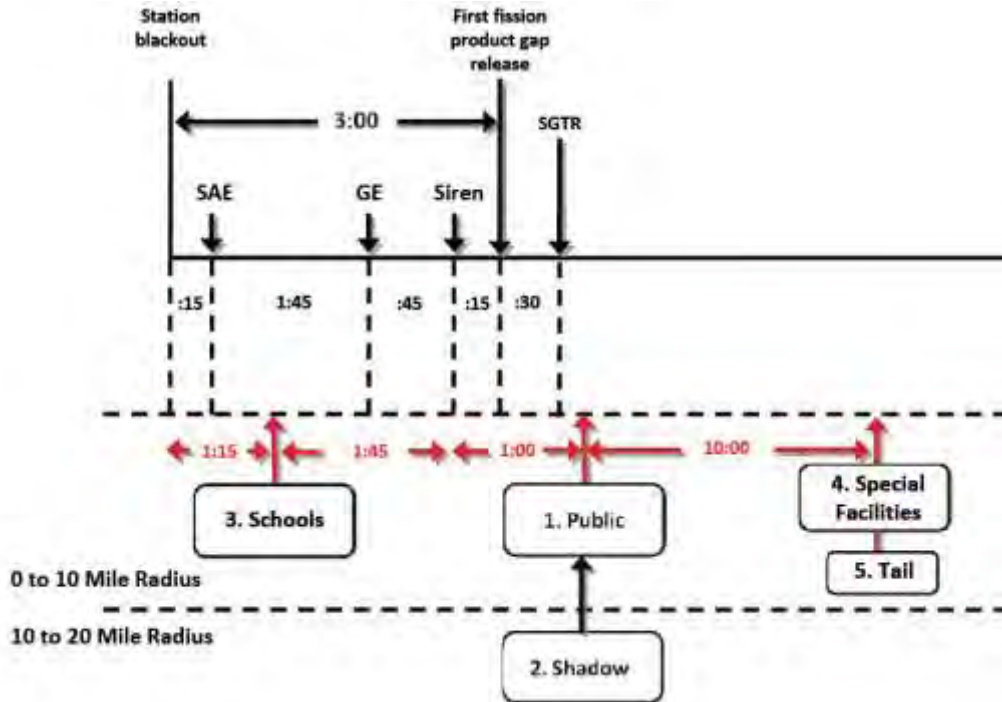 Station
blackout
First fission
product gap
release
3:00
SGTR
SAE
GE
Siren
:15
1:45
:45
:15
:30
1:15
1:45
1:00
10:00
3. Schools
1. Public
4. Special
Facilities
5. Tail
0 to 10 Mile Radius
10 to 20 Mile Radius
2. Shadow